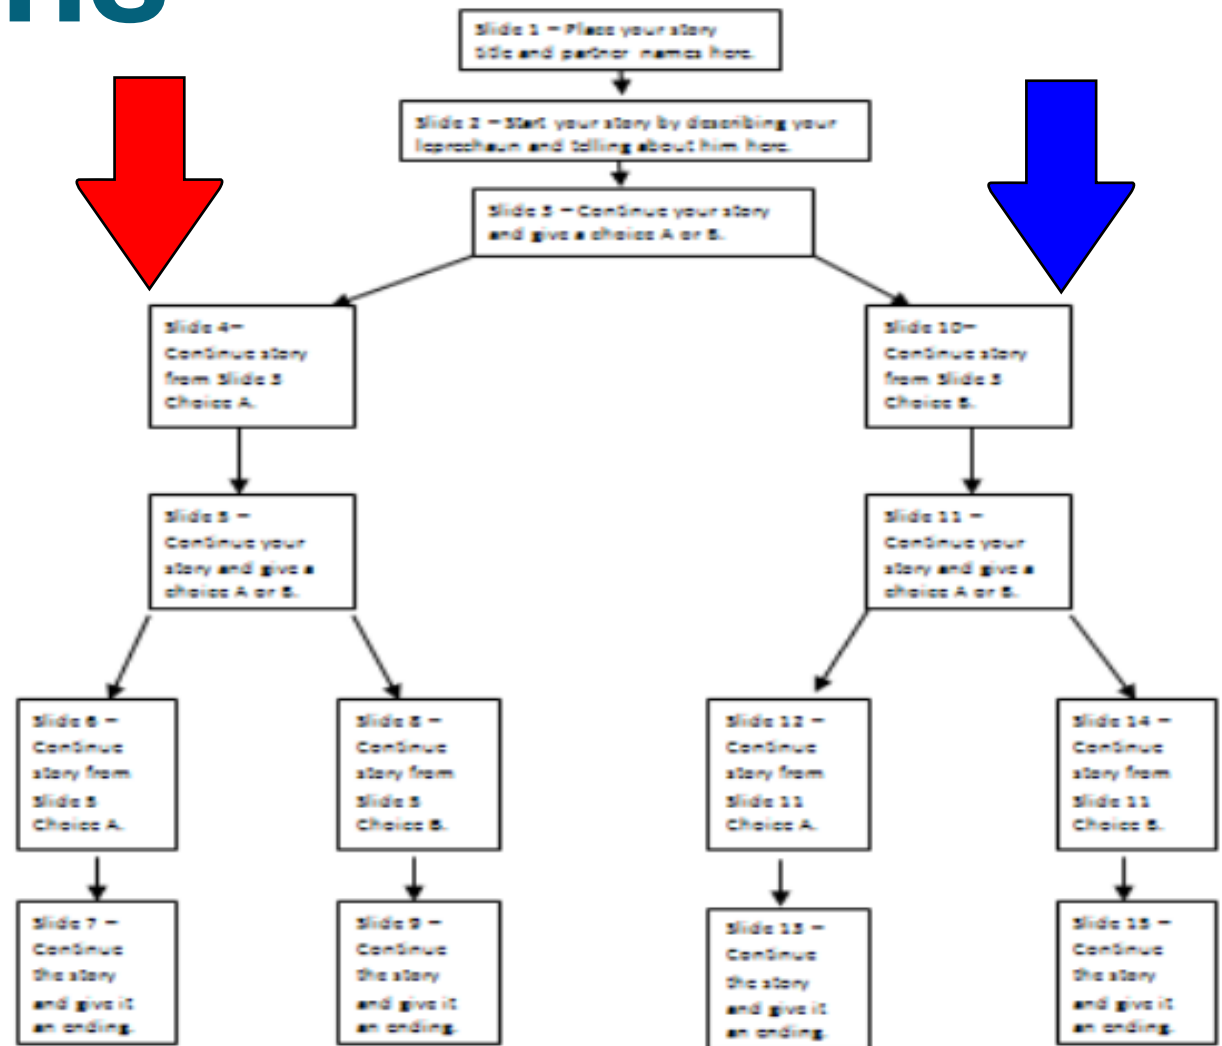 Slide 1 – Place your story
title and partner names here.
Slide 2 – Start your story by describing your
leprechaun and telling about him here.
Slide 3 – Continue your story
and give a choice A or B.
Slide 4–
Continue story
from Slide 3
Choice A.
Slide 10–
Continue story
from Slide 3
Choice B.
Slide 5 –
Continue your
story and give a
choice A or B.
Slide 11 –
Continue your
story and give a
choice A or B.
Slide 6 –
Continue
story from
Slide 5
Choice A.
Slide 8 –
Continue
story from
Slide 5
Choice B.
Slide 12 –
Continue
story from
Slide 11
Choice A.
Slide 14 –
Continue
story from
Slide 11
Choice B.
Slide 7 –
Continue
the story
and give it
an ending.
Slide 9 –
Continue
the story
and give it
an ending.
Slide 13 –
Continue
the story
and give it
an ending.
Slide 15 –
Continue
the story
and give it
an ending.